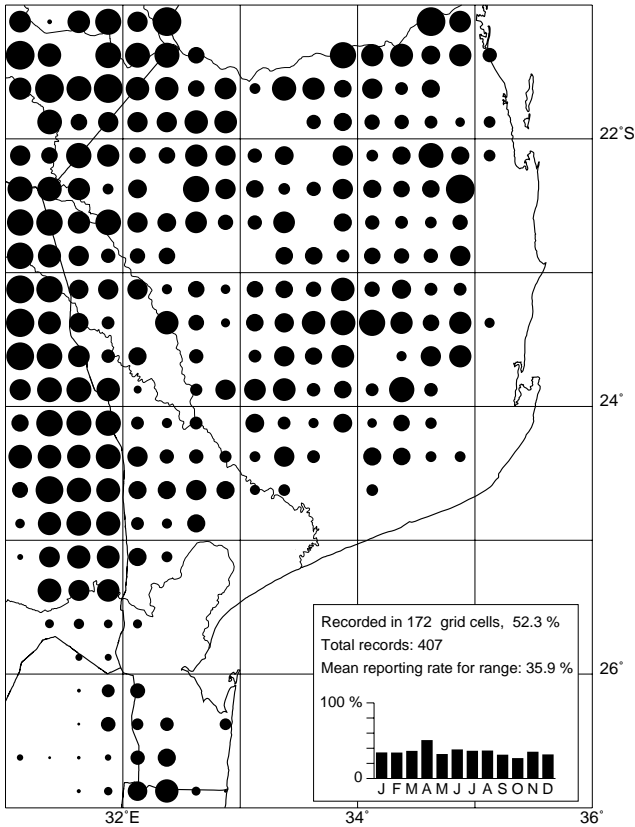 22°S
24°
26°
Recorded in 172 grid cells, 52.3 %
Total records: 407
Mean reporting rate for range: 35.9 %
100 %
0
J F M A M J J A S O N D
32°E 34° 36°